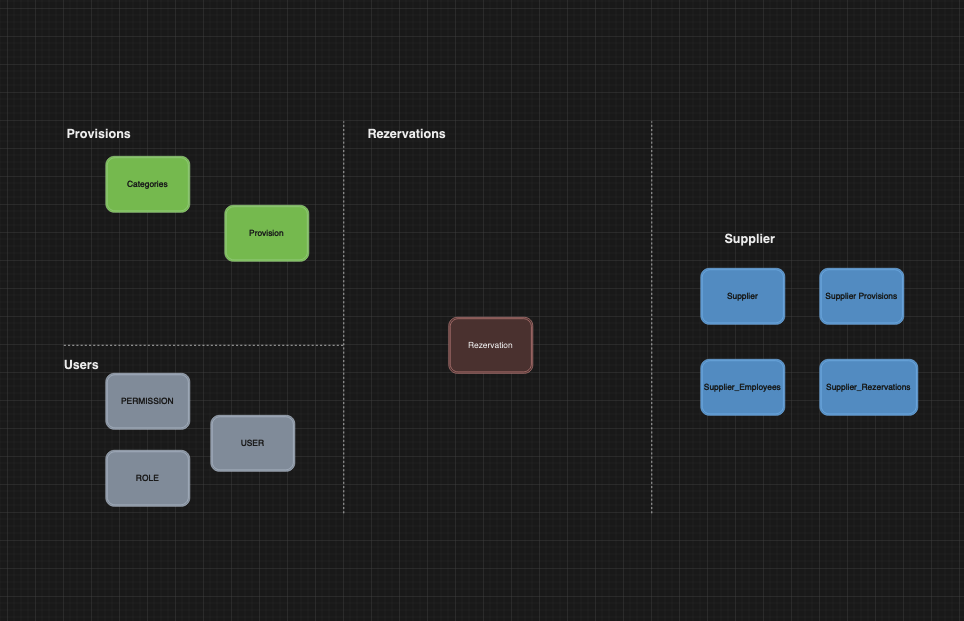 Provisions
Categories
Provision
Users
PERMISSION
USER
ROLE
Rezervations
Rezervation
Supplier
Supplier
Supplier Provisions
Supplier_Employees
Supplier_Rezervations